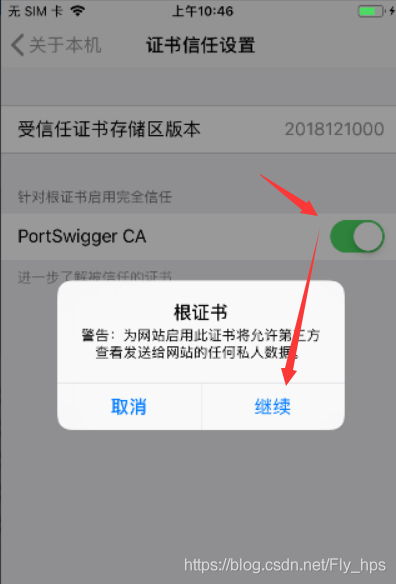 无 SIM 卡 上午10:46
关于本机 证书信任设置
受信任证书存储区版本 2018121000
针对根证书启用完全信任
PortSwigger CA
进一步了解被信任的证书
根证书
警告：为网站启用此证书将允许第三方
查看发送给网站的任何私人数据。
取消 继续
https://blog.csdn.net/Fly_hps